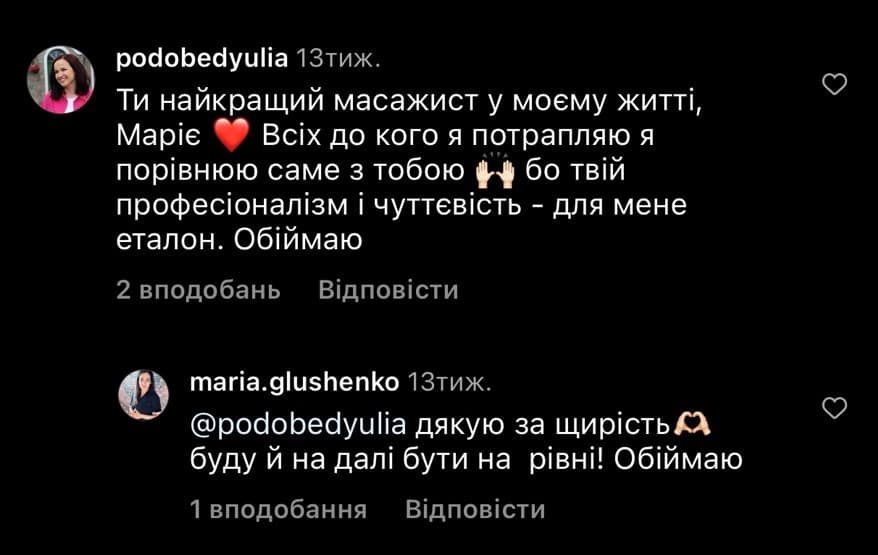 podobedyulia 13тиж.
Ти найкращий масажист у моєму житті,
Маріє ❤️ Всіх до кого я потрапляю я
порівнюю саме з тобою 🙌🏻 бо твій
професіоналізм і чуттєвість - для мене
еталон. Обіймаю
2 вподобань Відповісти
maria.glushenko 13тиж.
@podobedyulia дякую за щирість🫶🏻
буду й на далі бути на  рівні! Обіймаю
1 вподобання Відповісти